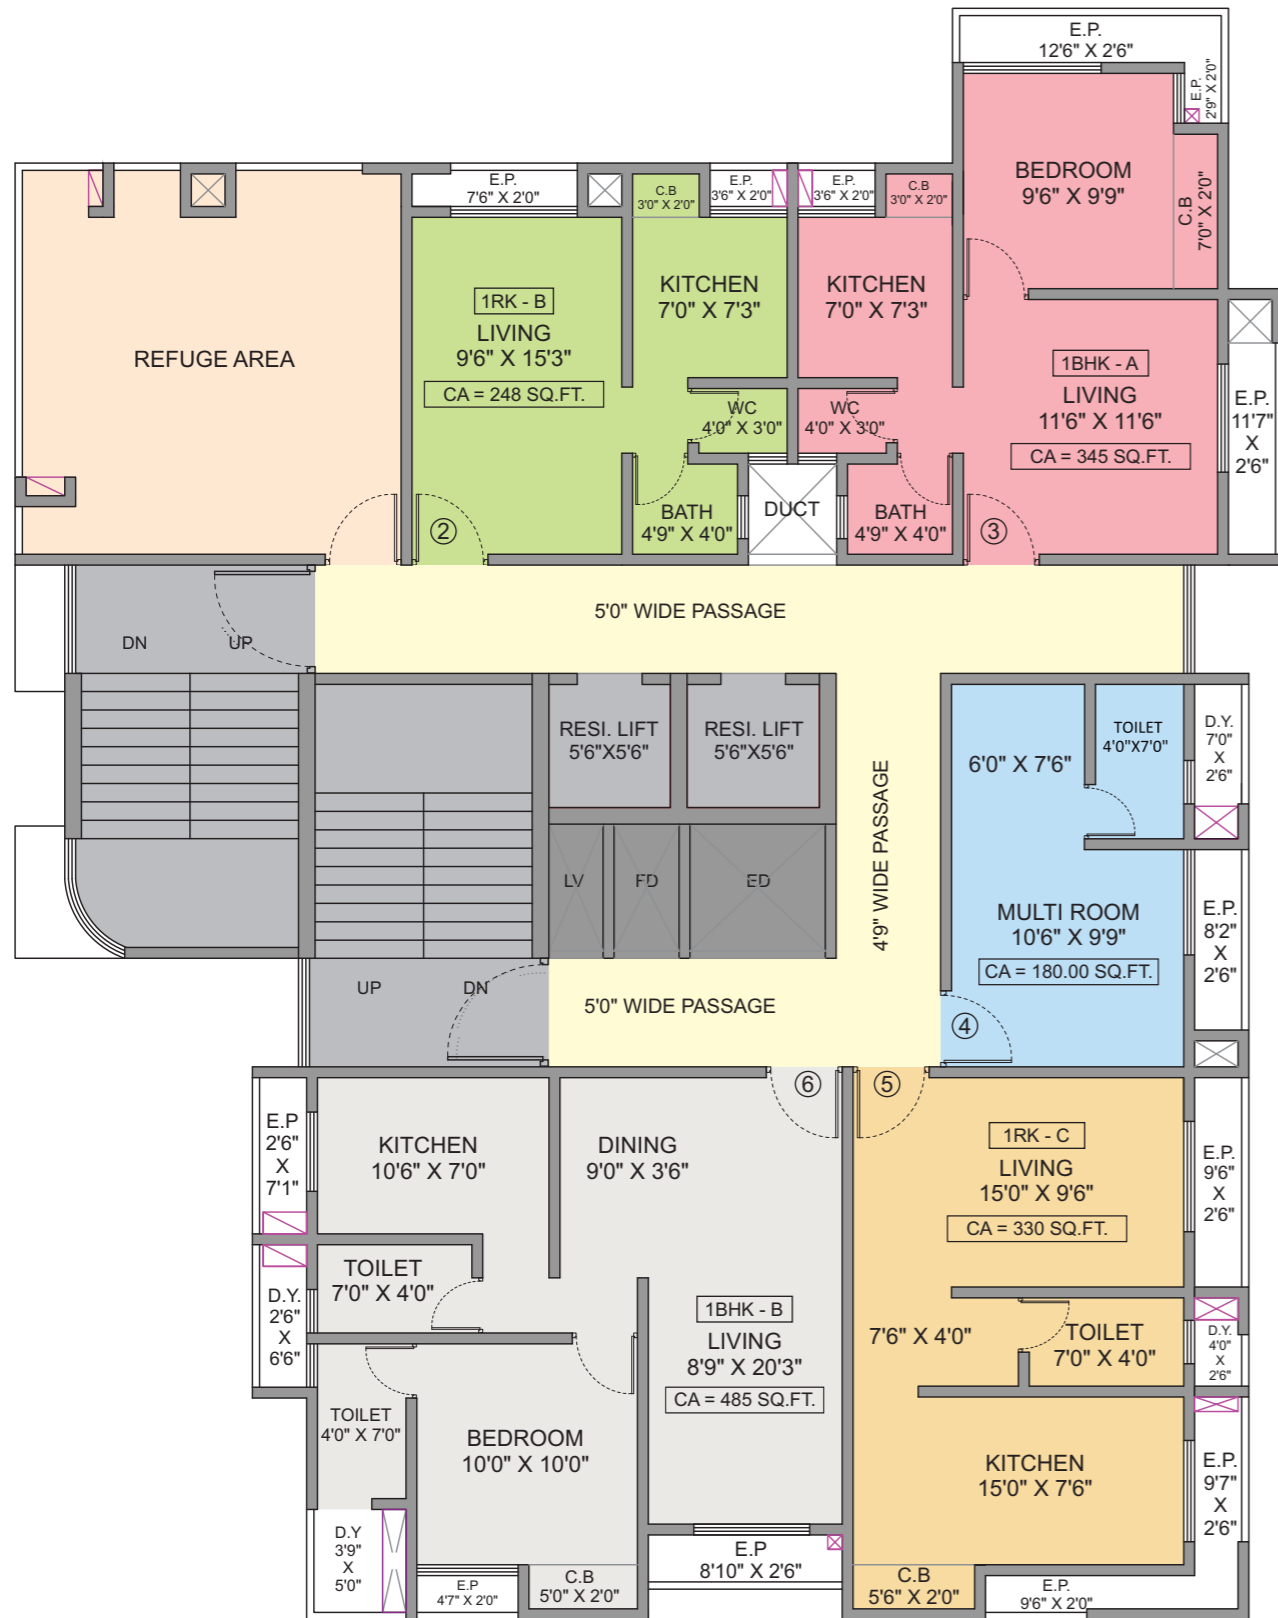 E.P.
12'6" X 2'6"
E.P.
2'9" X 2'0"
BEDROOM
9'6" X 9'9"
C.B
7'0" X 2'0"
E.P.
7'6" X 2'0"
C.B
3'0" X 2'0"
E.P.
3'6" X 2'0"
E.P.
3'6" X 2'0"
C.B
3'0" X 2'0"
REFUGE AREA
1RK - B
LIVING
9'6" X 15'3"
CA = 248 SQ.FT.
KITCHEN
7'0" X 7'3"
KITCHEN
7'0" X 7'3"
1BHK - A
LIVING
11'6" X 11'6"
CA = 345 SQ.FT.
E.P.
11'7"
X
2'6"
WC
4'0" X 3'0"
WC
4'0" X 3'0"
BATH
4'9" X 4'0"
DUCT
BATH
4'9" X 4'0"
2
3
5'0" WIDE PASSAGE
DN
UP
RESI. LIFT
5'6"X5'6"
RESI. LIFT
5'6"X5'6"
4'9" WIDE PASSAGE
6'0" X 7'6"
TOILET
4'0"X7'0"
D.Y.
7'0"
X
2'6"
LV
FD
ED
MULTI ROOM
10'6" X 9'9"
CA = 180.00 SQ.FT.
E.P.
8'2"
X
2'6"
UP
DN
5'0" WIDE PASSAGE
4
6
5
E.P
2'6"
X
7'1"
KITCHEN
10'6" X 7'0"
DINING
9'0" X 3'6"
1RK - C
LIVING
15'0" X 9'6"
CA = 330 SQ.FT.
E.P.
9'6"
X
2'6"
TOILET
7'0" X 4'0"
D.Y.
2'6"
X
6'6"
1BHK - B
LIVING
8'9" X 20'3"
CA = 485 SQ.FT.
7'6" X 4'0"
TOILET
7'0" X 4'0"
D.Y.
4'0"
X
2'6"
TOILET
4'0" X 7'0"
BEDROOM
10'0" X 10'0"
KITCHEN
15'0" X 7'6"
E.P.
9'7"
X
2'6"
D.Y
3'9"
X
5'0"
E.P
4'7" X 2'0"
C.B
5'0" X 2'0"
E.P
8'10" X 2'6"
C.B
5'6" X 2'0"
E.P.
9'6" X 2'0"